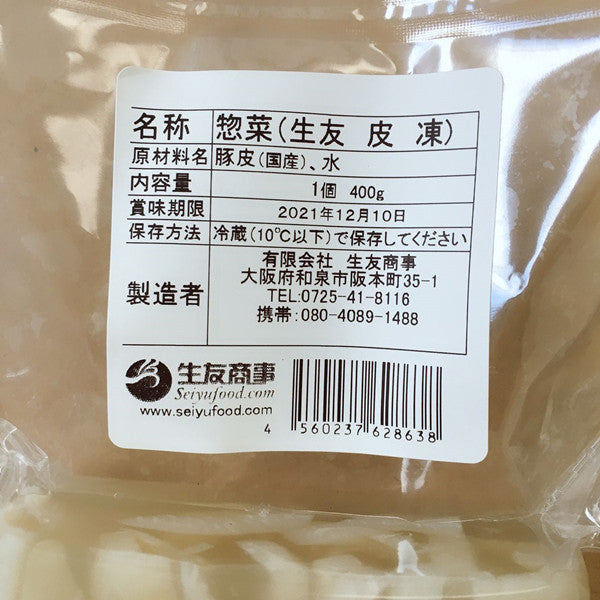 名称 惣菜(生友 皮 凍)
原材料名 豚皮(国産)、水
内容量 1個 400g
賞味期限 2021年12月10日
保存方法 冷蔵(10℃以下)で保存してください
製造者 有限会社 生友商事
大阪府和泉市阪本町35-1
TEL:0725-41-8116
携帯:080-4089-1488
生友商事
Seiyufood.com
www.seiyufood.com
4 560237 628638